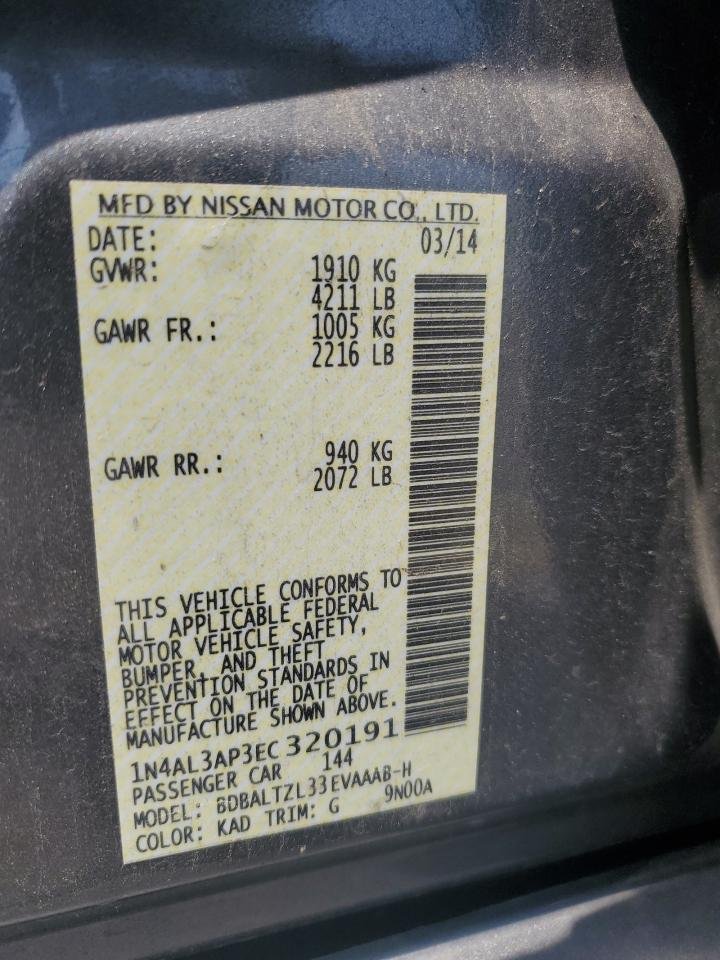 MFD BY NISSAN MOTOR CO., LTD.
DATE: 03/14
GVWR: 1910 KG
4211 LB
GAWR FR.: 1005 KG
2216 LB
GAWR RR.: 940 KG
2072 LB
THIS VEHICLE CONFORMS TO
ALL APPLICABLE FEDERAL
MOTOR VEHICLE SAFETY,
BUMPER, AND THEFT
PREVENTION STANDARDS IN
EFFECT ON THE DATE OF
MANUFACTURE SHOWN ABOVE.
1N4AL3AP3EC320191
PASSENGER CAR 144
MODEL: BDBALTZL33EVAAAB-H
COLOR: KAD TRIM: G 9N00A